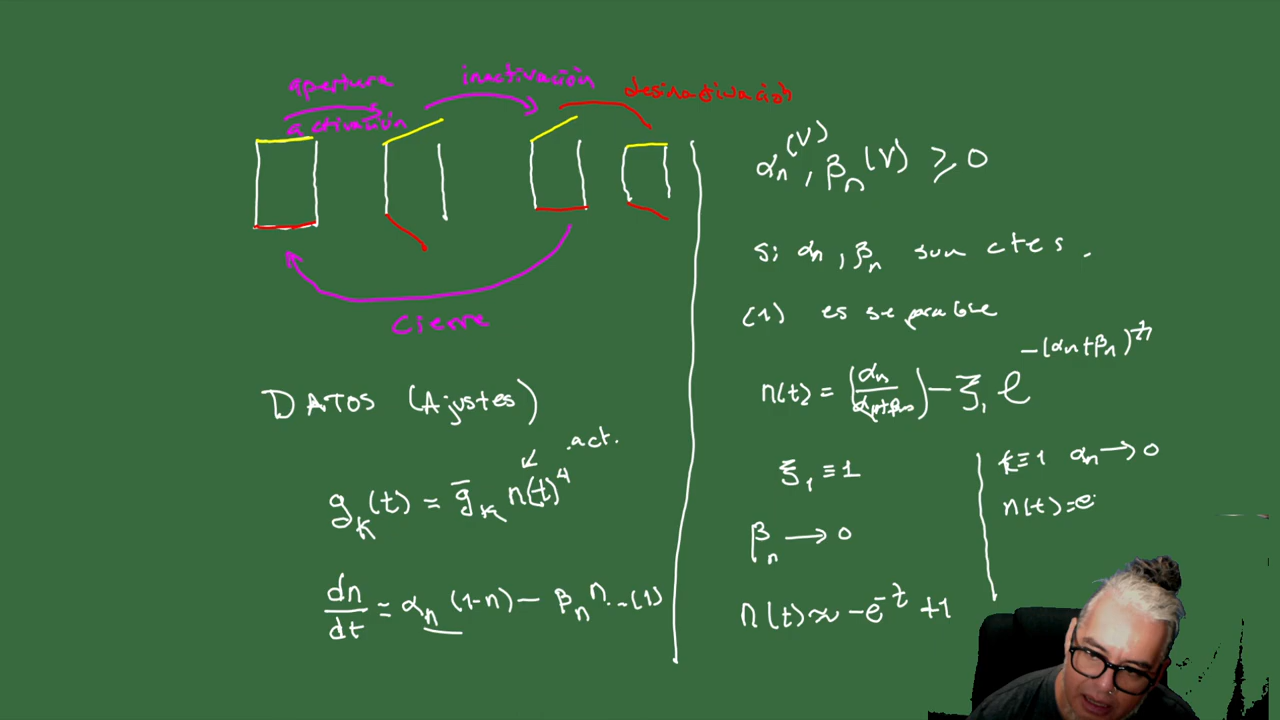 apertura
activación
inactivación
desinactivación
cierre
DATOS (Ajustes)
act.
g_K(t) = ḡ_K n(t)^4
dn/dt = α_n (1-n) - β_n n ...(1)
α_n(V), β_n(V) ≥ 0
Si α_n, β_n son ctes.
(1) es separable
n(t) = (α_n/(α_n+β_n)) - ξ_1 e^{-(α_n+β_n)t}
ξ_1 ≡ 1
β_n → 0
n(t) ≈ -e^{-t} + 1
ξ ≡ 1 α_n → 0
n(t) = e